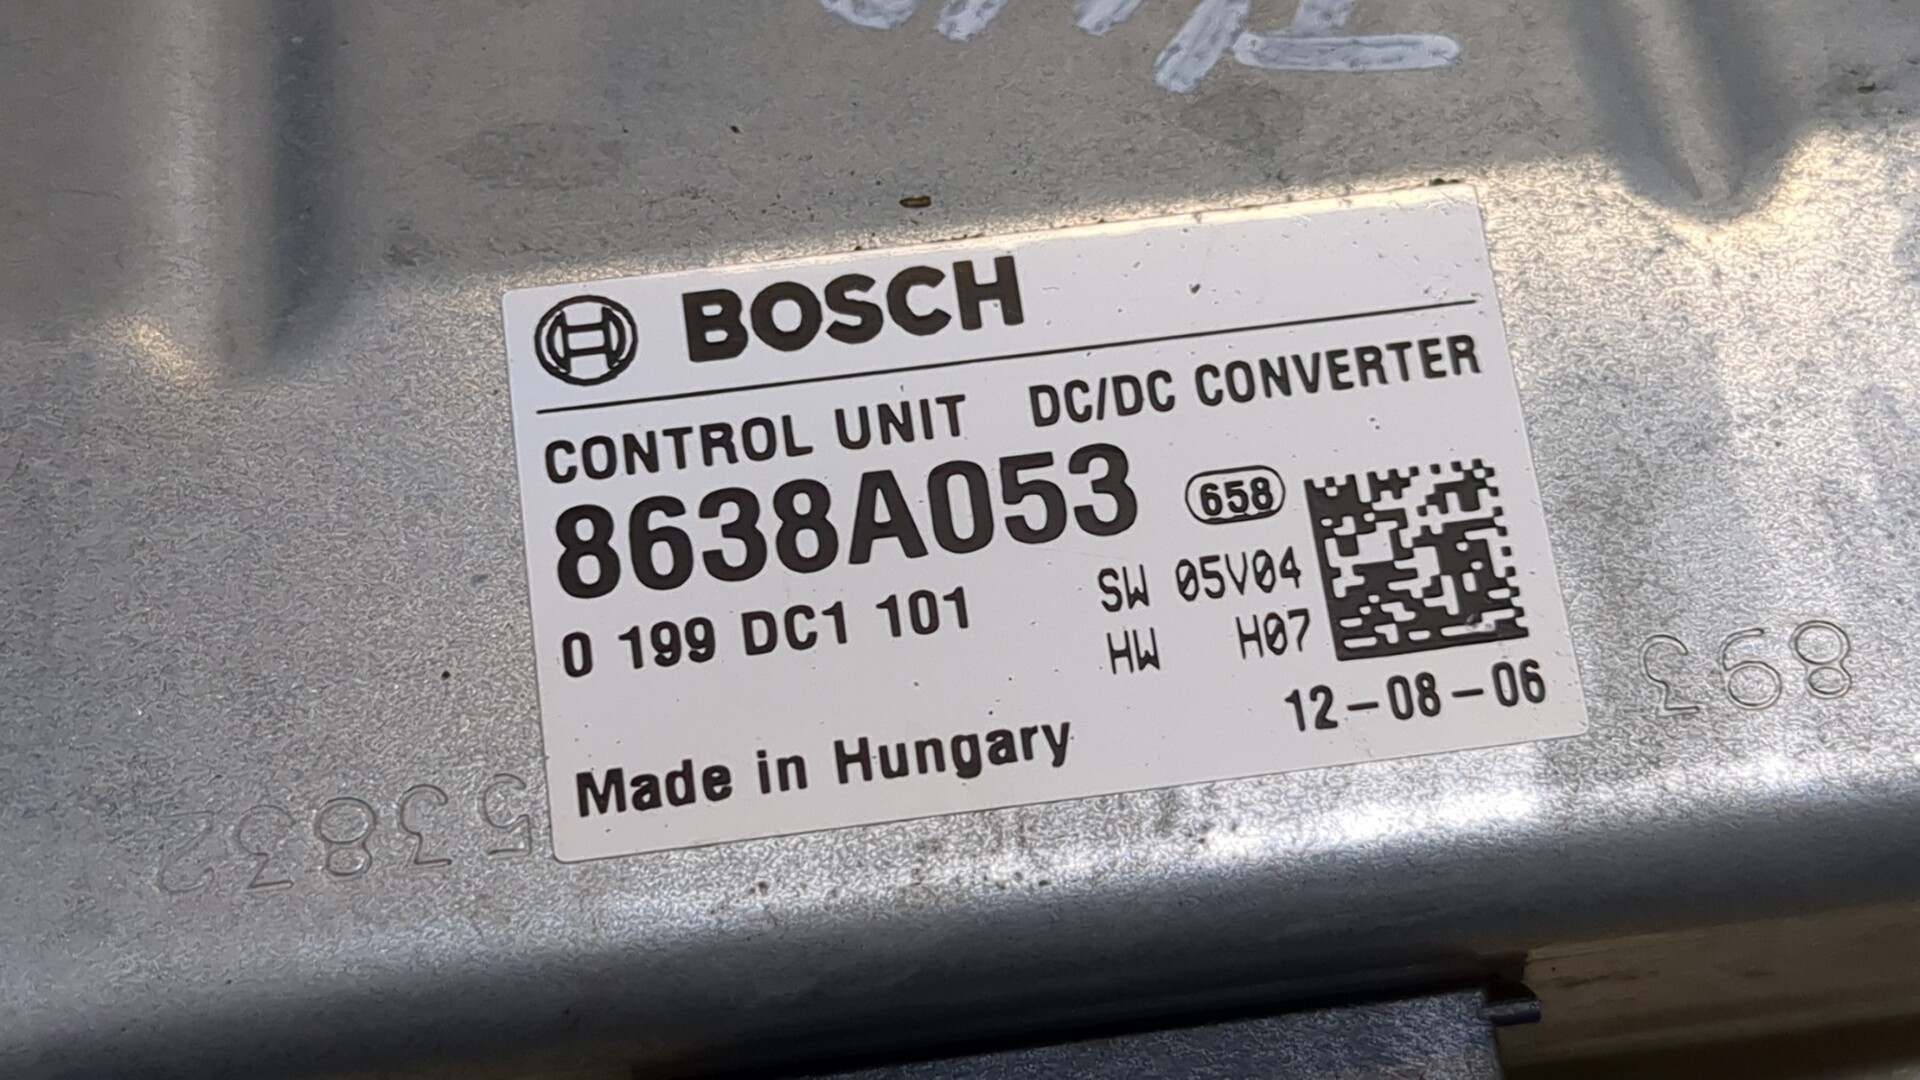 BOSCH
CONTROL UNIT DC/DC CONVERTER
8638A053 658
0 199 DC1 101 SW 05V04
HW H07
12-08-06
Made in Hungary
893